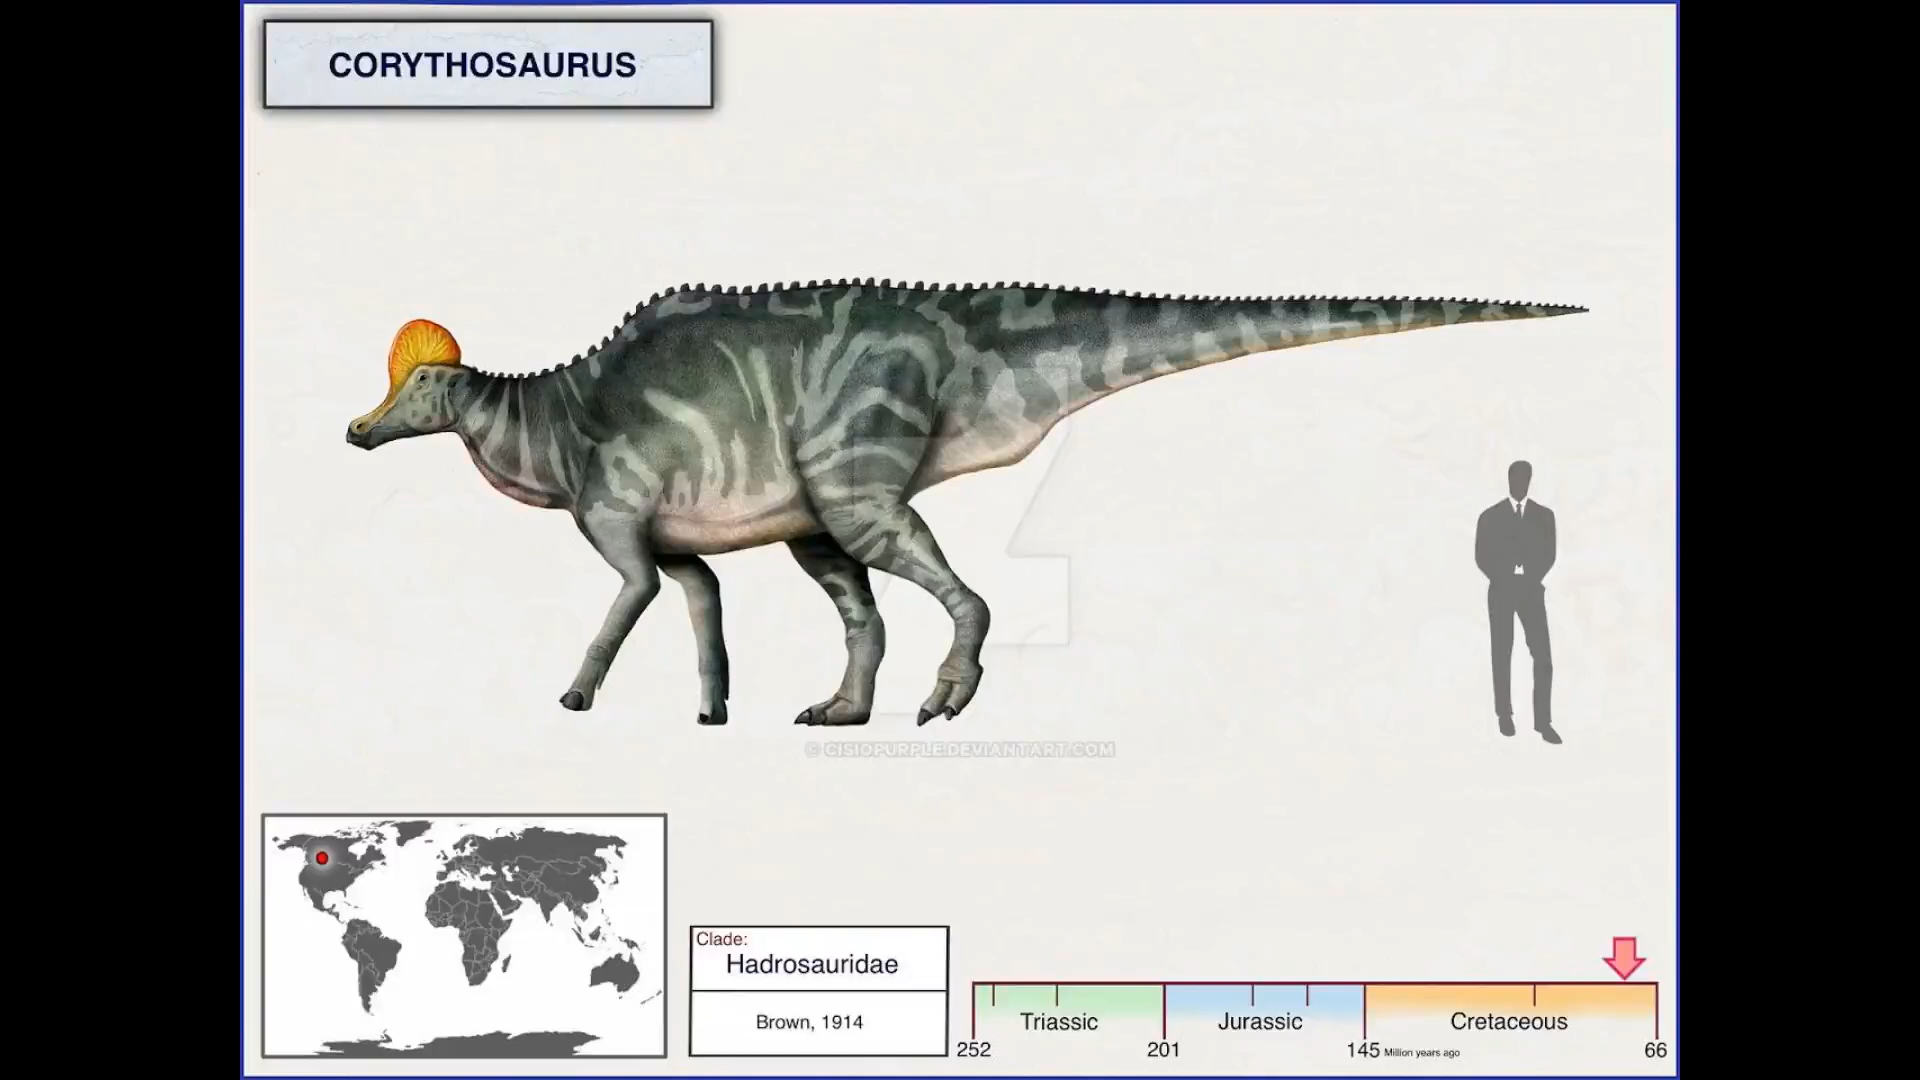 CORYTHOSAURUS
© CISIOPURPLE.DEVIANTART.COM
Clade:
Hadrosauridae
Brown, 1914
Triassic Jurassic Cretaceous
252 201 145 Million years ago 66